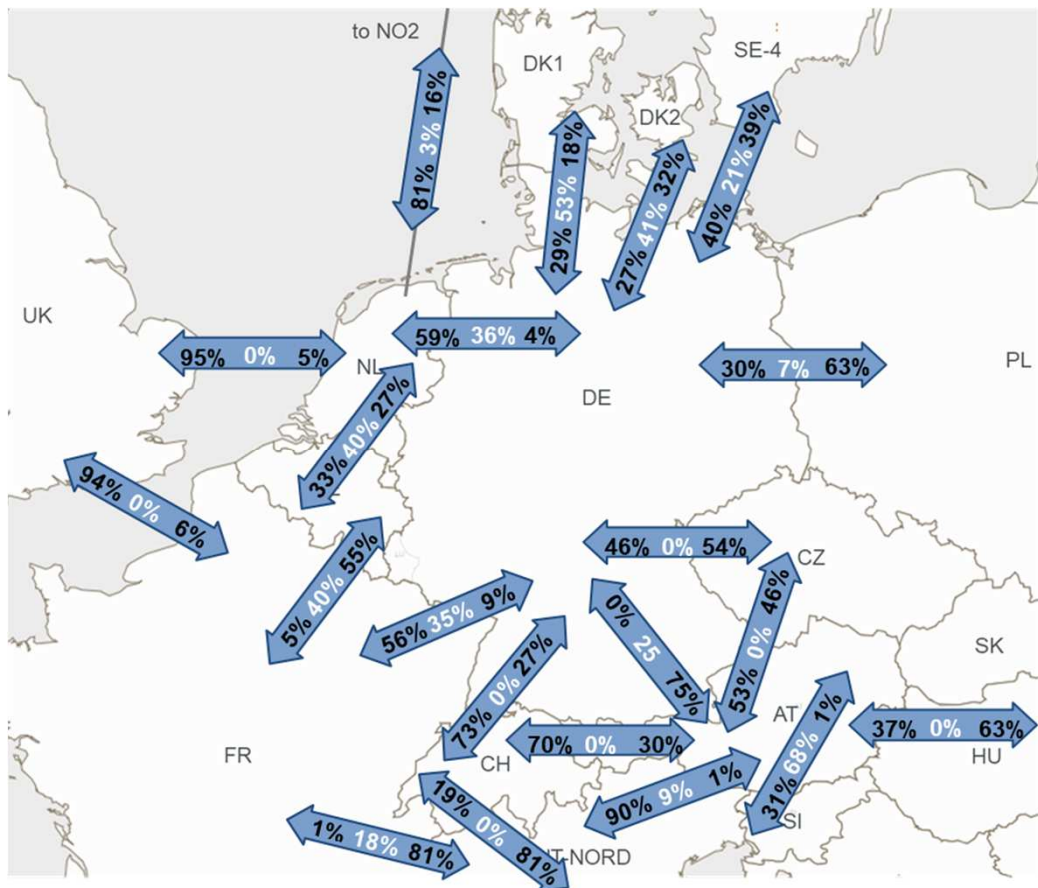 to NO2
DK1
SE-4
DK2
81% 3% 16%
29% 53% 18%
27% 41% 32%
40% 21% 39%
UK
95% 0% 5%
59% 36% 4%
NL
30% 7% 63%
PL
DE
33% 40% 27%
94% 0% 6%
46% 0% 54%
CZ
5% 40% 55%
56% 35% 9%
0% 25 75%
53% 0% 46%
SK
73% 0% 27%
AT
37% 0% 63%
HU
FR
70% 0% 30%
CH
31% 68% 1%
90% 9% 1%
SI
19% 0% 81%
1% 18% 81%
IT-NORD